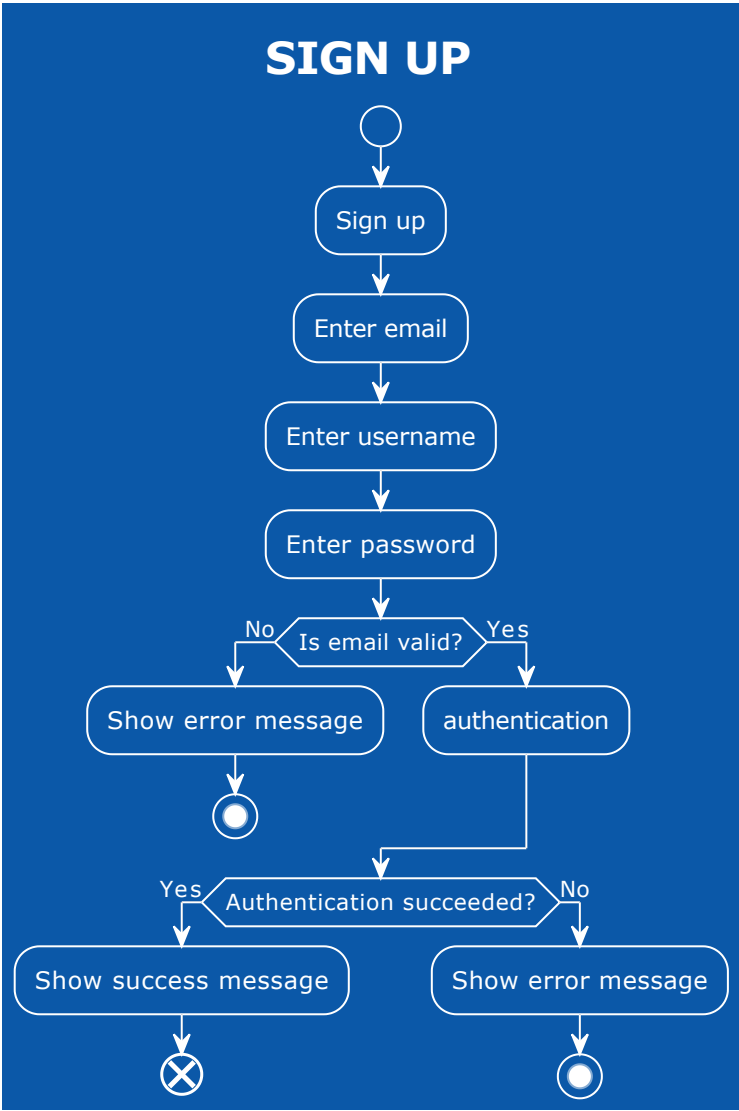 SIGN UP
Sign up
Enter email
Enter username
Enter password
No
Is email valid?
Yes
Show error message
authentication
Yes
Authentication succeeded?
No
Show success message
Show error message